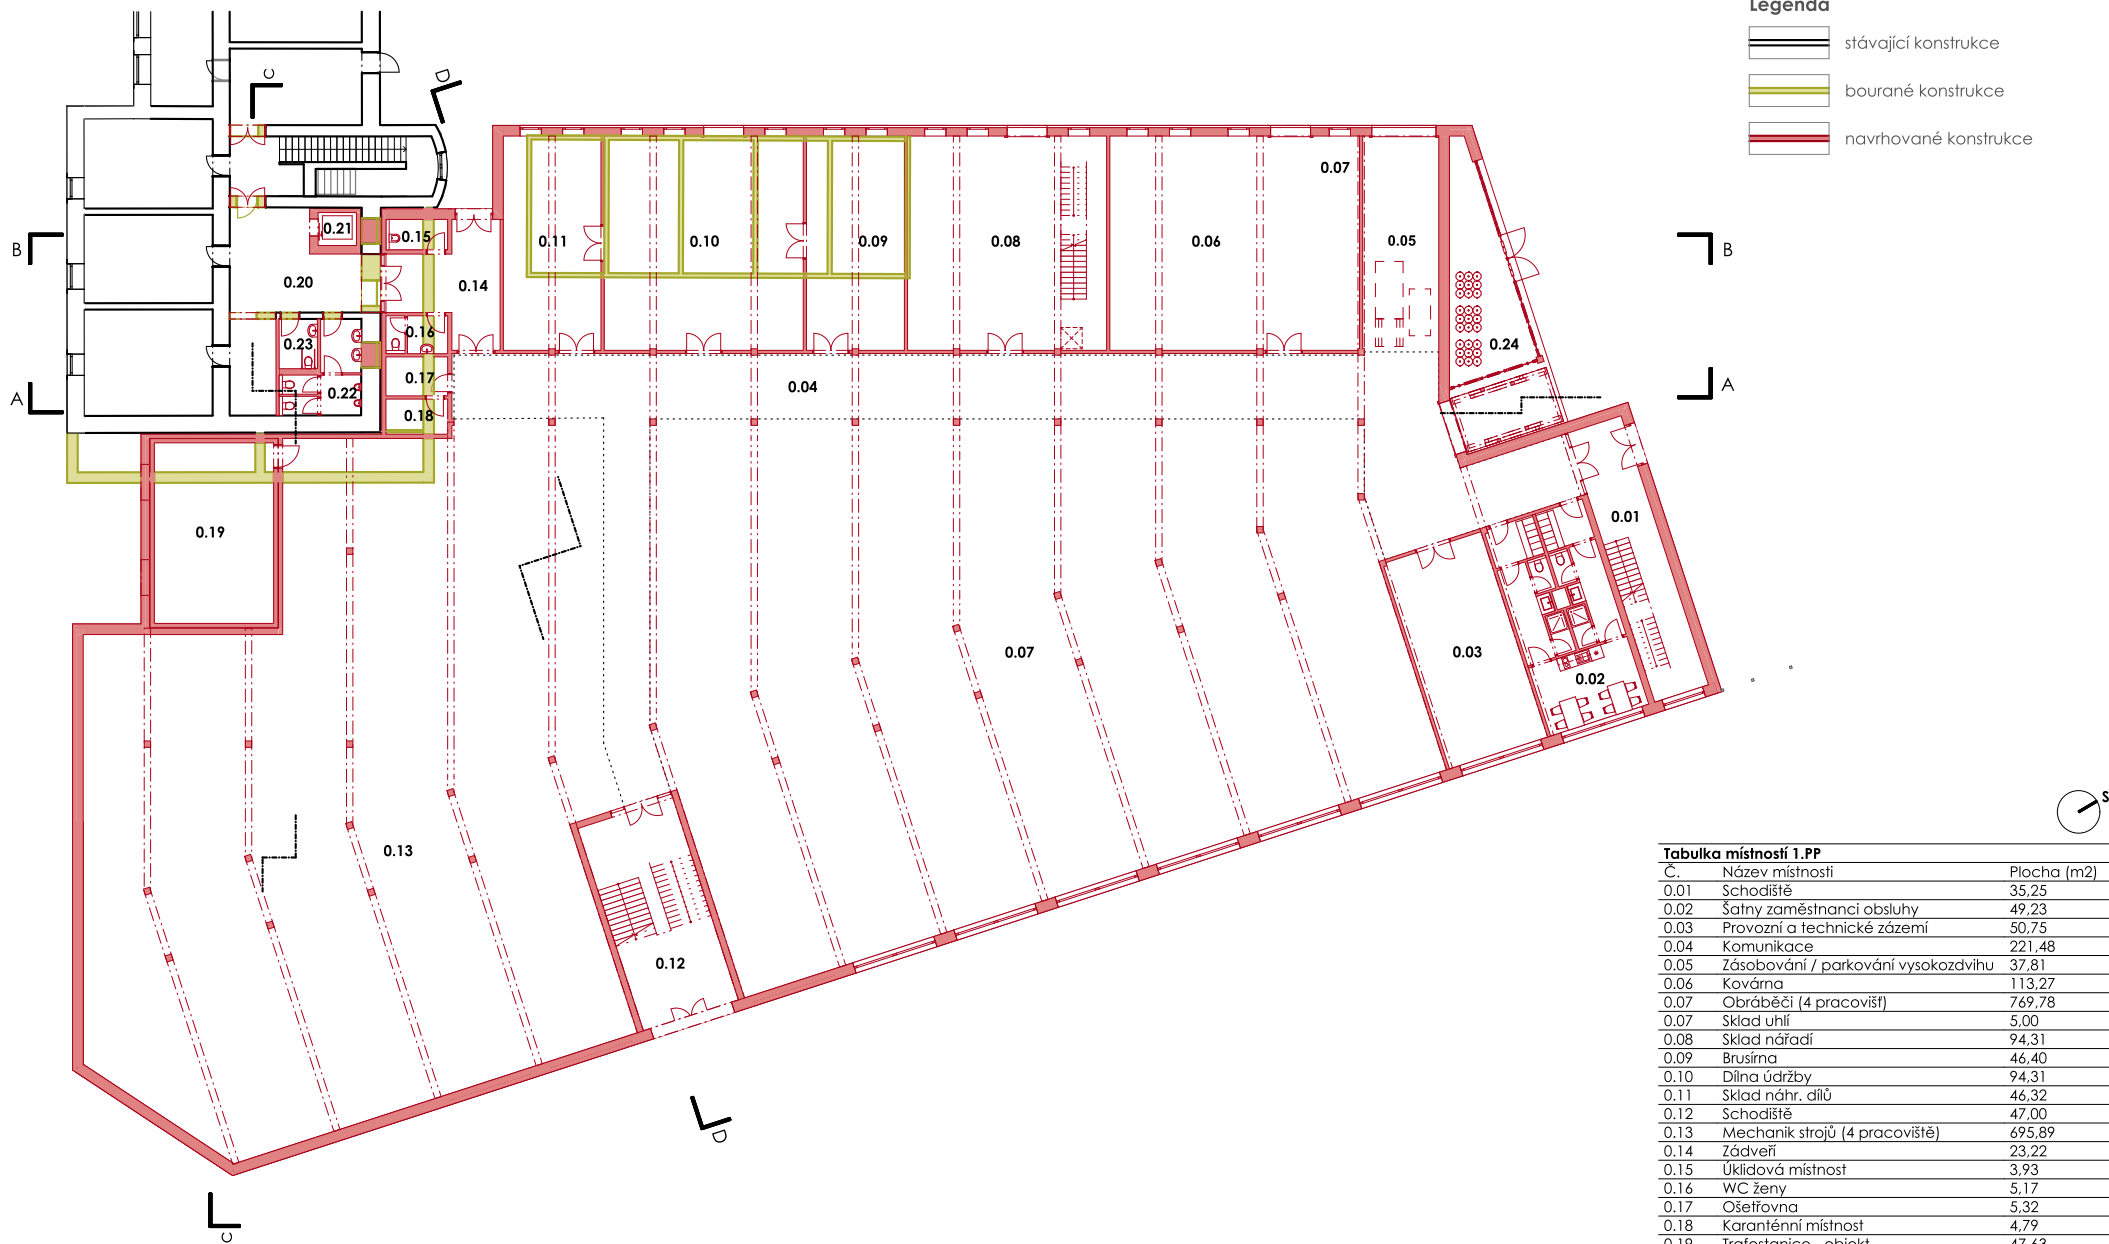 Legenda
stávající konstrukce
bourané konstrukce
navrhované konstrukce
C
D
B
B
A
A
0.21
0.15
0.20
0.14
0.11
0.10
0.09
0.08
0.06
0.07
0.05
0.24
0.23
0.16
0.17
0.22
0.18
0.04
0.19
0.01
0.07
0.03
0.02
0.13
0.12
D
C
S
Tabulka místností 1.PP
Č. Název místnosti Plocha (m2)
0.01 Schodiště 35,25
0.02 Šatny zaměstnanci obsluhy 49,23
0.03 Provozní a technické zázemí 50,75
0.04 Komunikace 221,48
0.05 Zásobování / parkování vysokozdvihu 37,81
0.06 Kovárna 113,27
0.07 Obráběči (4 pracovišť) 769,78
0.07 Sklad uhlí 5,00
0.08 Sklad nářadí 94,31
0.09 Brusírna 46,40
0.10 Dílna údržby 94,31
0.11 Sklad náhr. dílů 46,32
0.12 Schodiště 47,00
0.13 Mechanik strojů (4 pracoviště) 695,89
0.14 Zádveří 23,22
0.15 Úklidová místnost 3,93
0.16 WC ženy 5,17
0.17 Ošetřovna 5,32
0.18 Karanténní místnost 4,79
0.19 Trafostanice - objekt 47,63